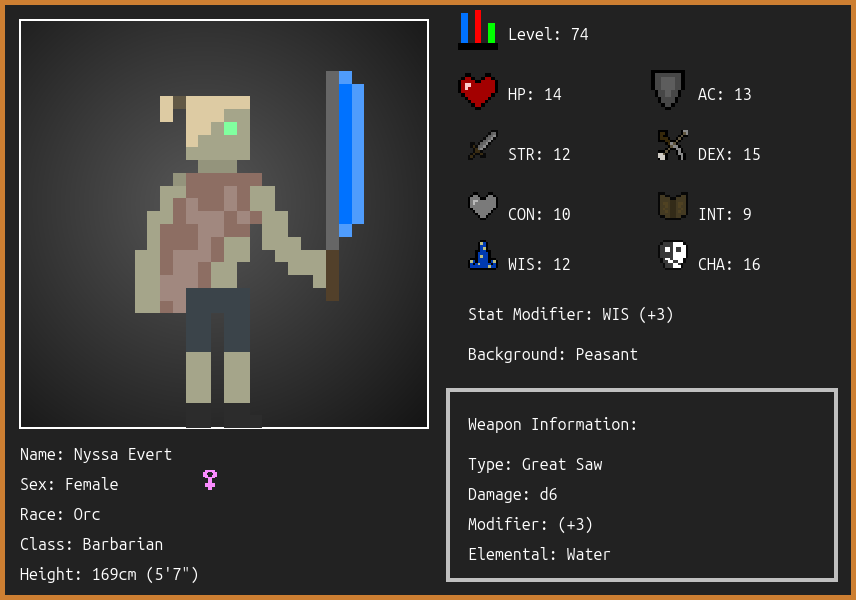 Level: 74
HP: 14
AC: 13
STR: 12
DEX: 15
CON: 10
INT: 9
WIS: 12
CHA: 16
Stat Modifier: WIS (+3)
Background: Peasant
Weapon Information:
Type: Great Saw
Damage: d6
Modifier: (+3)
Elemental: Water
Name: Nyssa Evert
Sex: Female
Race: Orc
Class: Barbarian
Height: 169cm (5'7")